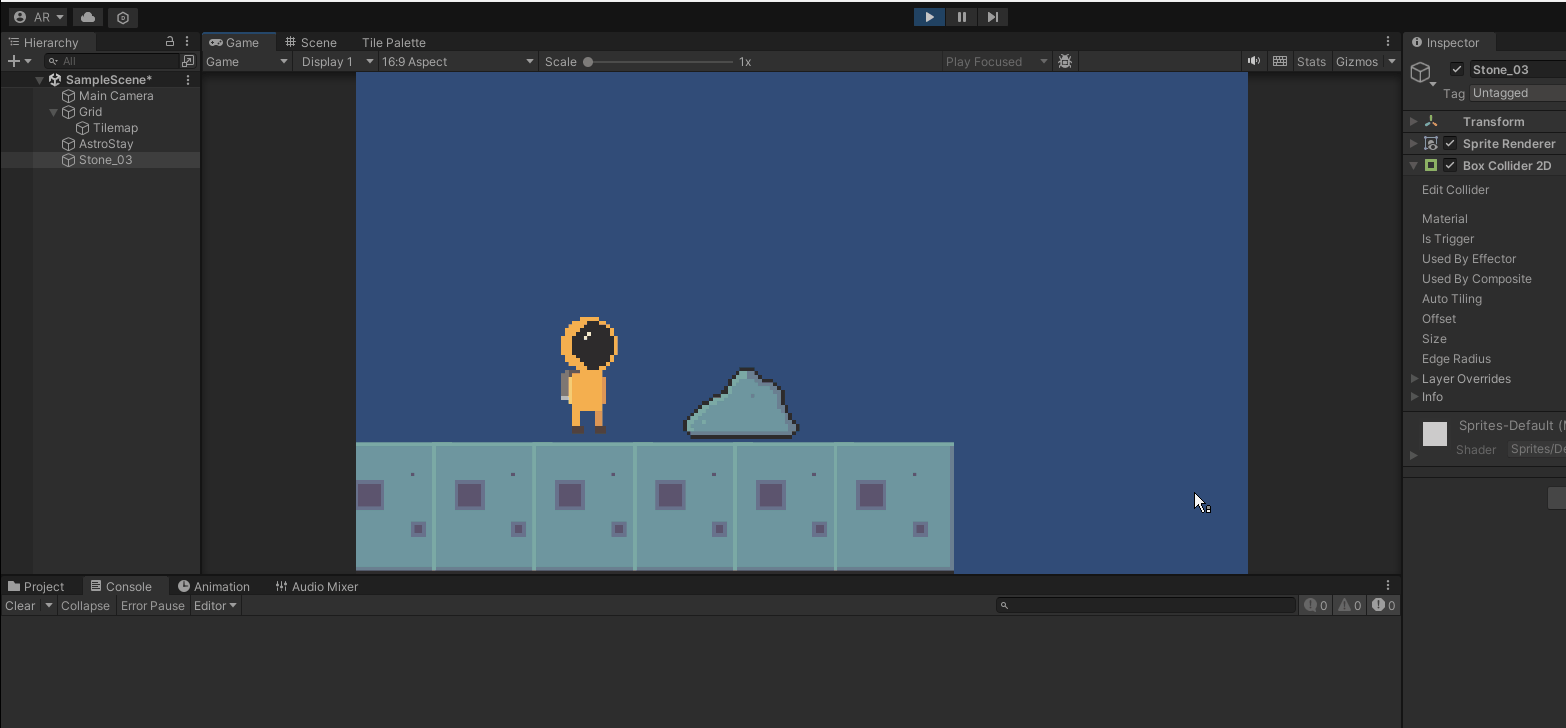 AR
Hierarchy
All
SampleScene*
Main Camera
Grid
Tilemap
AstroStay
Stone_03
Game Scene Tile Palette
Game Display 1 16:9 Aspect Scale 1x Play Focused Stats Gizmos
Inspector
Stone_03
Tag Untagged
Transform
Sprite Renderer
Box Collider 2D
Edit Collider
Material
Is Trigger
Used By Effector
Used By Composite
Auto Tiling
Offset
Size
Edge Radius
Layer Overrides
Info
Sprites-Default (
Shader Sprites/De
Project Console Animation Audio Mixer
Clear Collapse Error Pause Editor 0 0 0